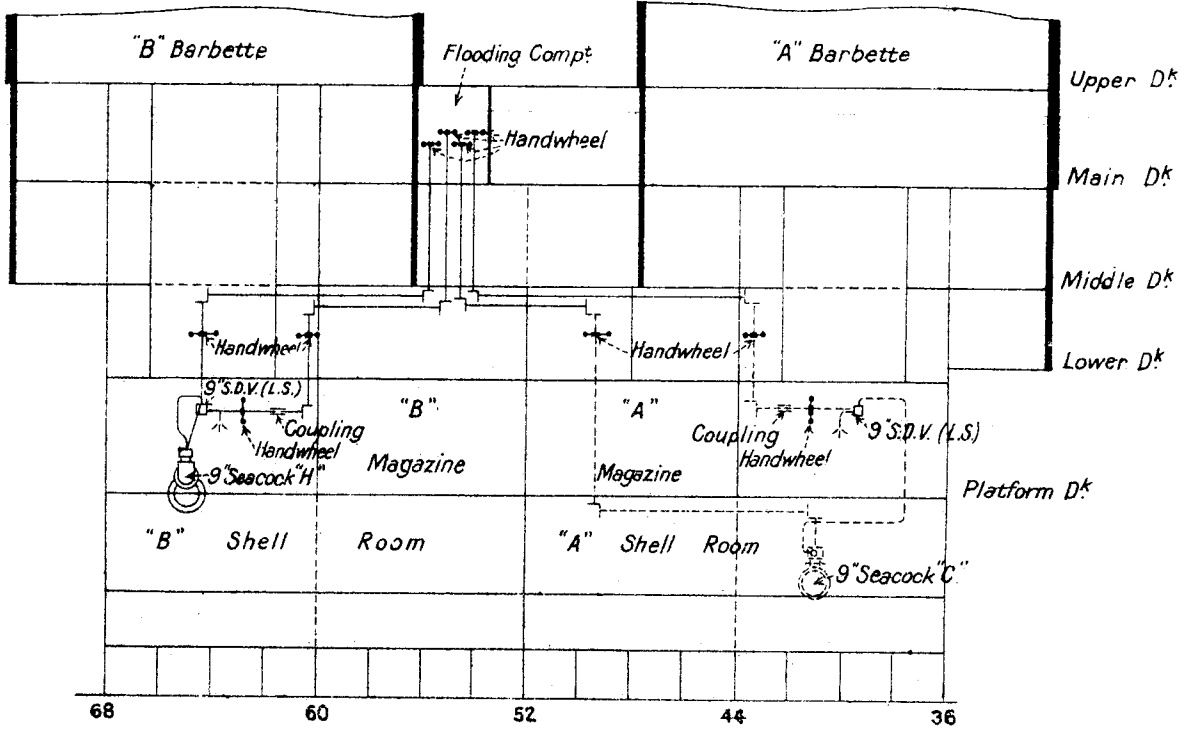 "B" Barbette
Flooding Compt
"A" Barbette
Upper Dk
Handwheel
Main Dk
Middle Dk
Handwheel
Handwheel
Lower Dk
9"S.D.V.(L.S.)
"B"
"A"
Coupling
Handwheel
Coupling
9"S.D.V.(L.S)
Handwheel
Magazine
9"Seacock"H"
Magazine
Platform Dk
"B" Shell Room
"A" Shell Room
9"Seacock"C."
68 60 52 44 36